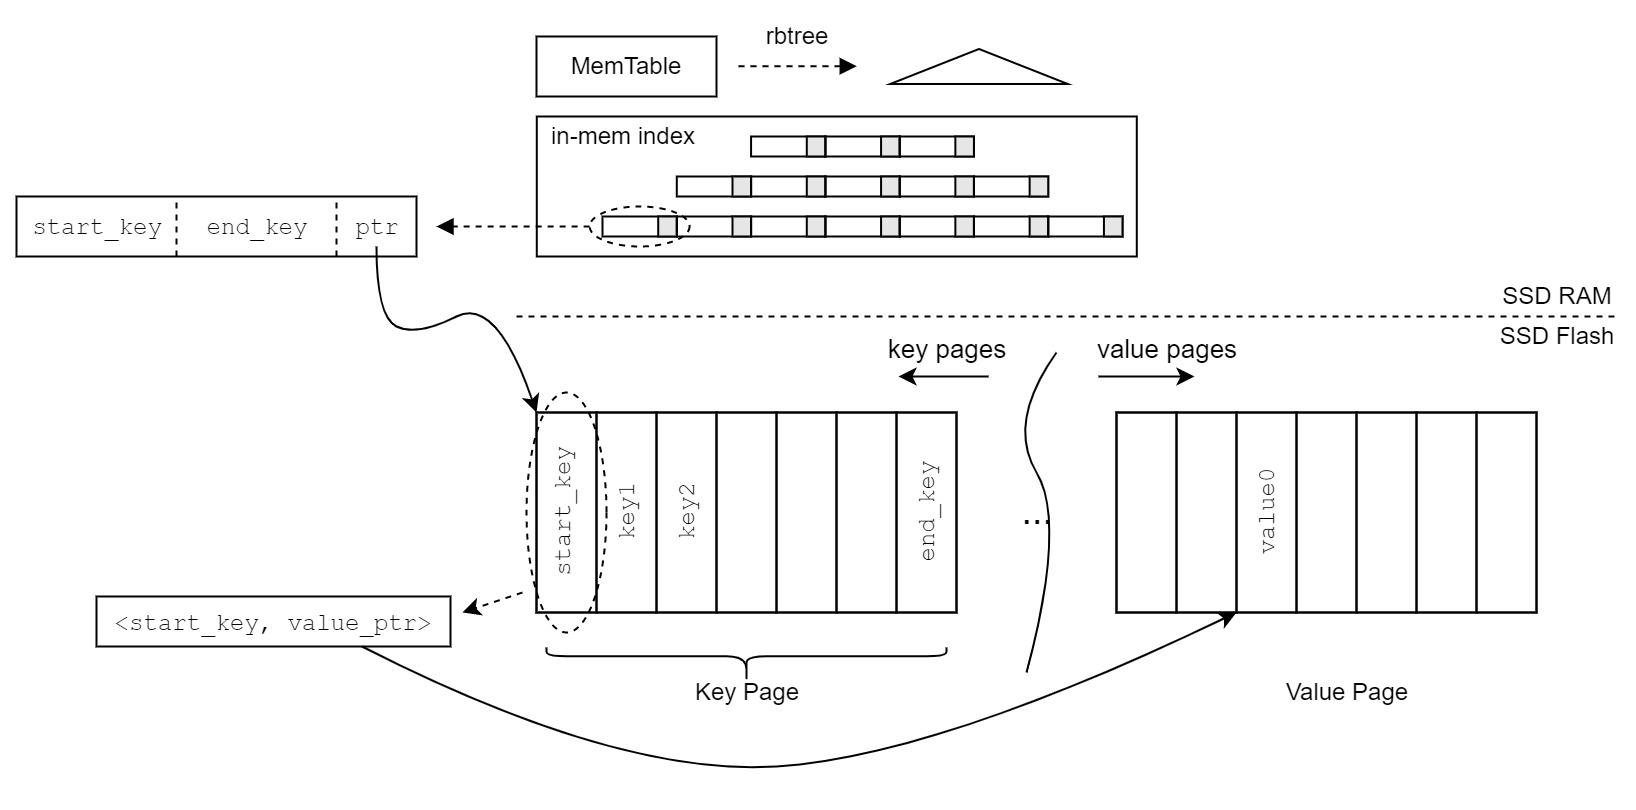 rbtree
MemTable
in-mem index
start_key end_key ptr
SSD RAM
SSD Flash
key pages
value pages
start_key
key1
key2
end_key
...
value0
<start_key, value_ptr>
Key Page
Value Page